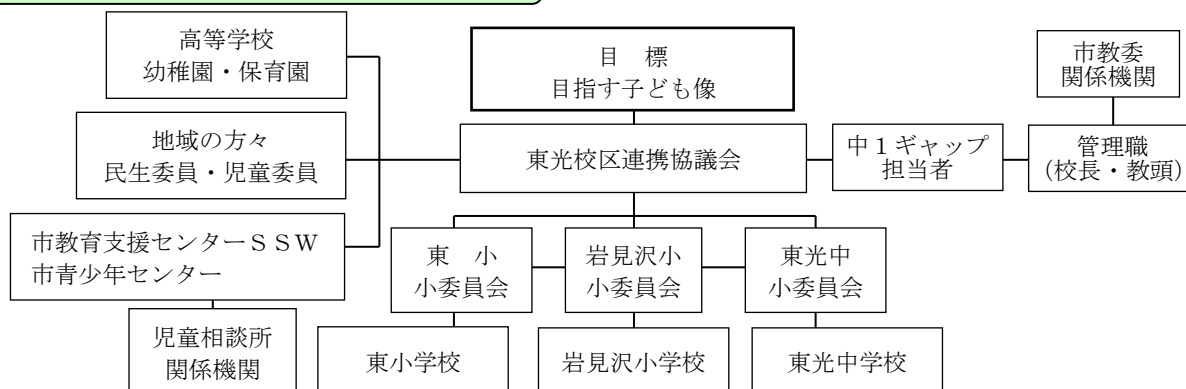 高等学校
幼稚園・保育園
目　標
目指す子ども像
市教委
関係機関
地域の方々
民生委員・児童委員
東光校区連携協議会
中１ギャップ
担当者
管理職
（校長・教頭）
市教育支援センターＳＳＷ
市青少年センター
東　小
小委員会
岩見沢小
小委員会
東光中
小委員会
児童相談所
関係機関
東小学校
岩見沢小学校
東光中学校